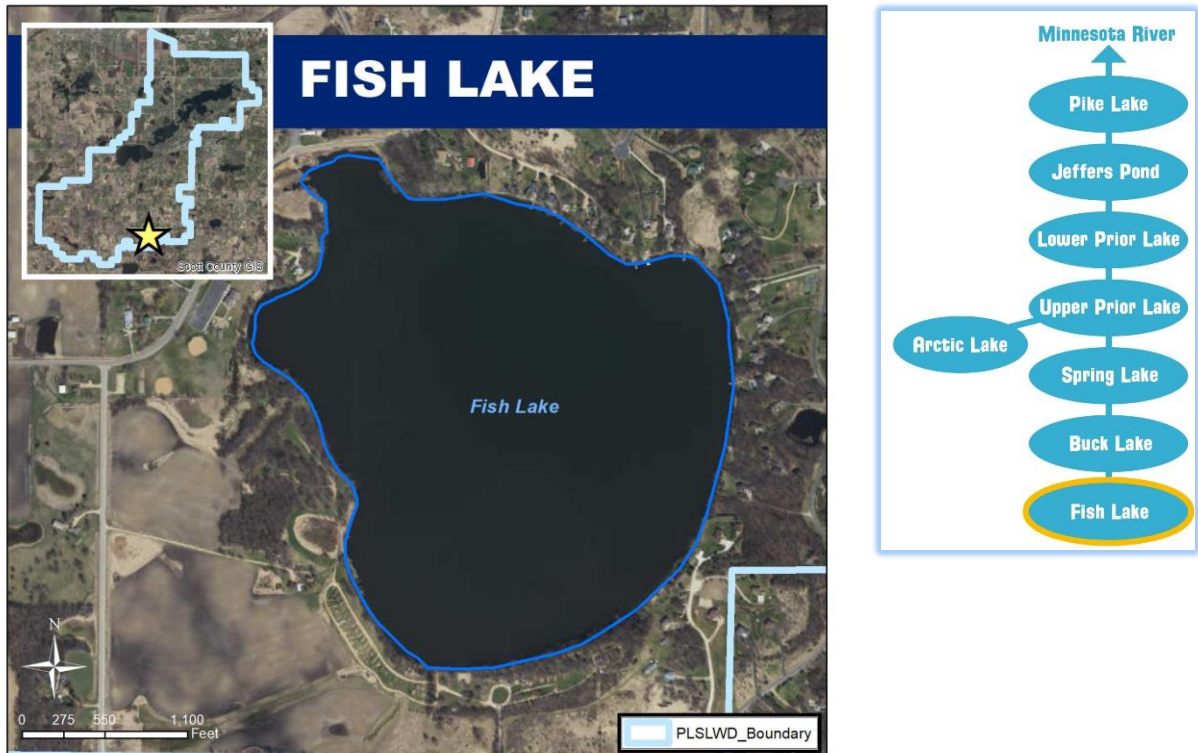 FISH LAKE
Scott County GIS
Fish Lake
N
0 275 550 1,100
Feet
PLSLWD_Boundary
Minnesota River
Pike Lake
Jeffers Pond
Lower Prior Lake
Upper Prior Lake
Arctic Lake
Spring Lake
Buck Lake
Fish Lake